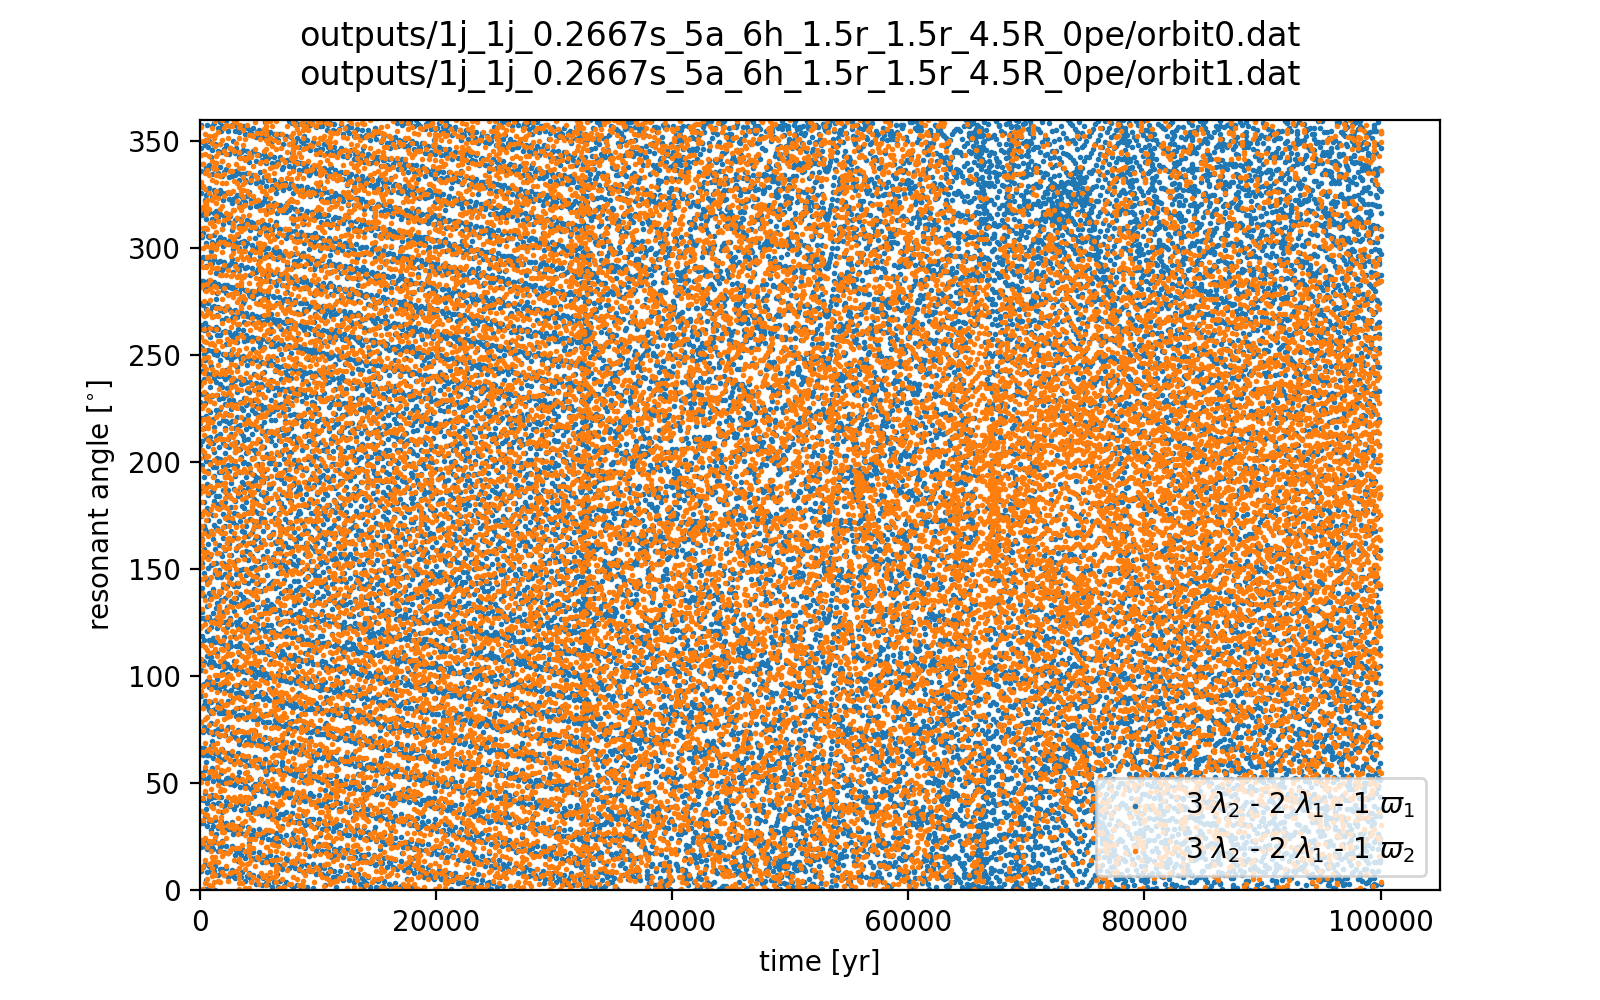 outputs/1j_1j_0.2667s_5a_6h_1.5r_1.5r_4.5R_0pe/orbit0.dat
outputs/1j_1j_0.2667s_5a_6h_1.5r_1.5r_4.5R_0pe/orbit1.dat
350
300
250
200
150
100
50
0
resonant angle [°]
3 λ₂ - 2 λ₁ - 1 ϖ₁
3 λ₂ - 2 λ₁ - 1 ϖ₂
0 20000 40000 60000 80000 100000
time [yr]